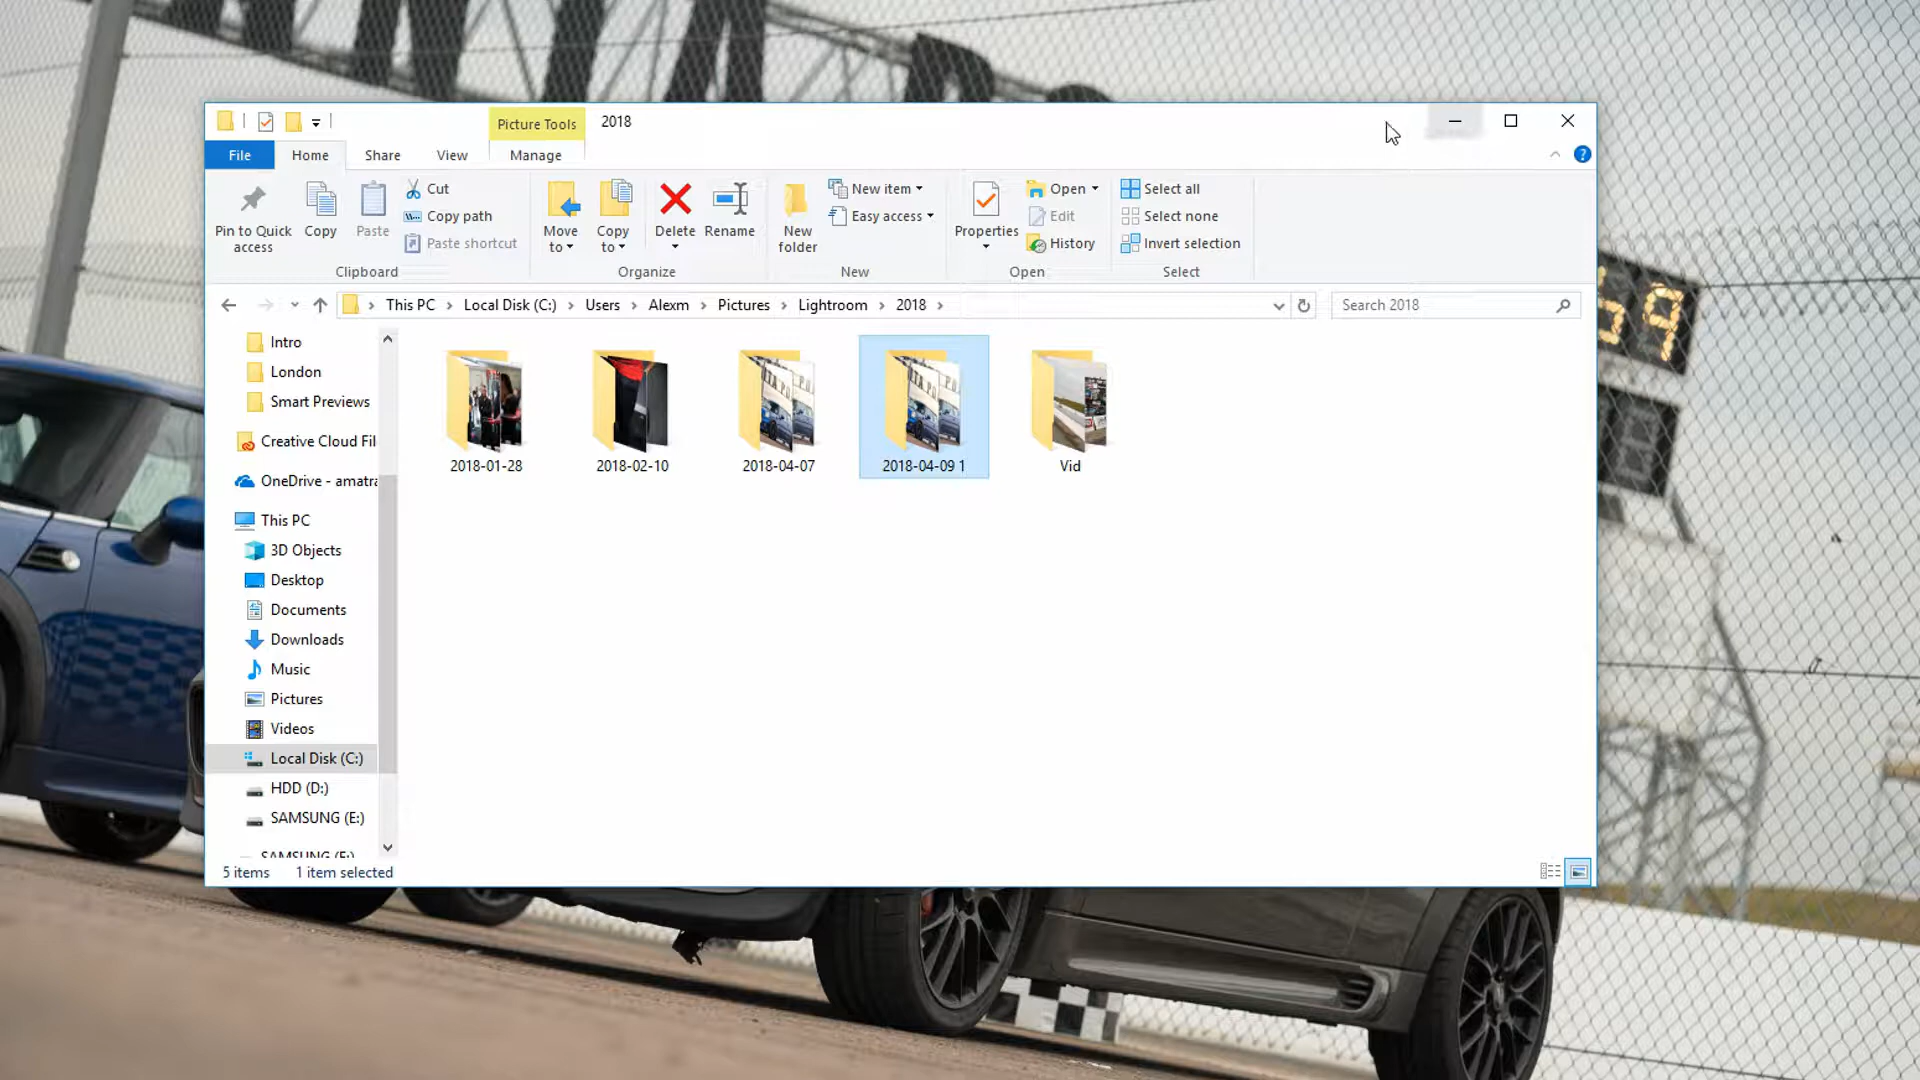 Picture Tools 2018
File Home Share View Manage
Pin to Quick access
Copy
Paste
Cut
Copy path
Paste shortcut
Clipboard
Move to
Copy to
Delete
Rename
Organize
New folder
New item
Easy access
New
Properties
Open
Edit
History
Open
Select all
Select none
Invert selection
Select
This PC Local Disk (C:) Users Alexm Pictures Lightroom 2018
Search 2018
Intro
London
Smart Previews
Creative Cloud Fil
OneDrive - amatra
This PC
3D Objects
Desktop
Documents
Downloads
Music
Pictures
Videos
Local Disk (C:)
HDD (D:)
SAMSUNG (E:)
SAMSUNG (E:)
2018-01-28
2018-02-10
2018-04-07
2018-04-09 1
Vid
5 items 1 item selected
59